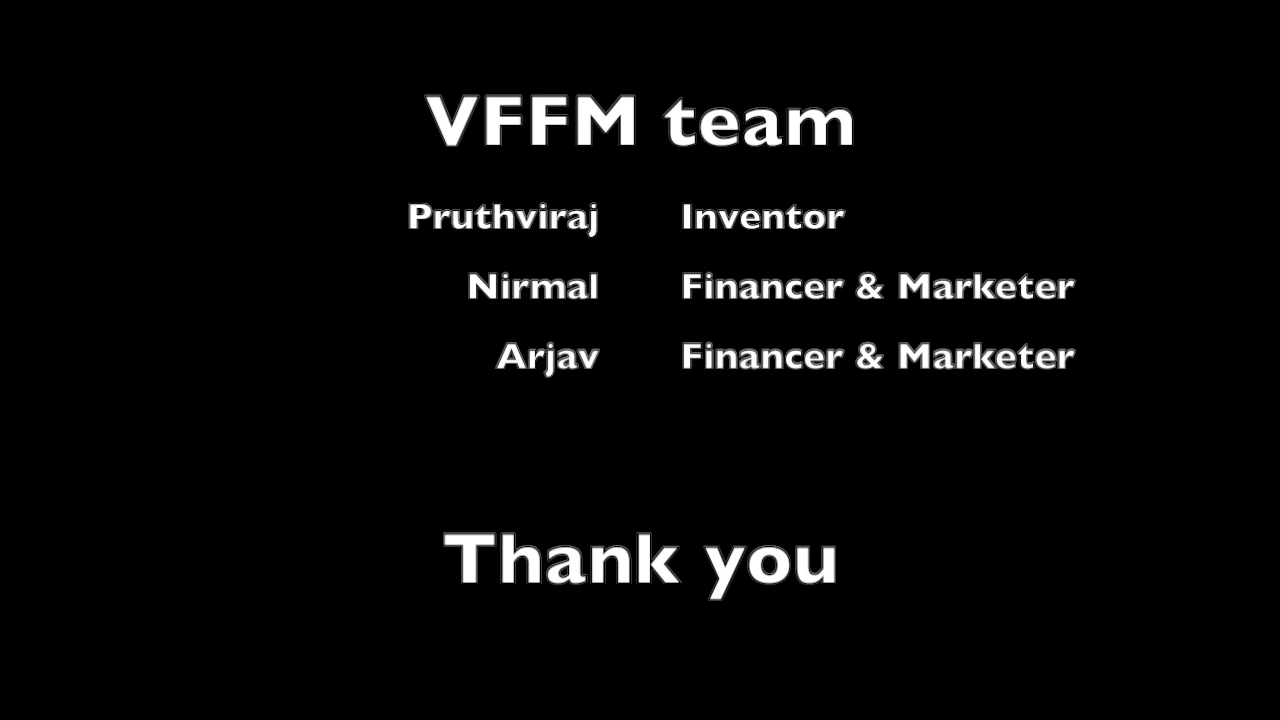 VFFM team
Pruthviraj Inventor
Nirmal Financer & Marketer
Arjav Financer & Marketer
Thank you